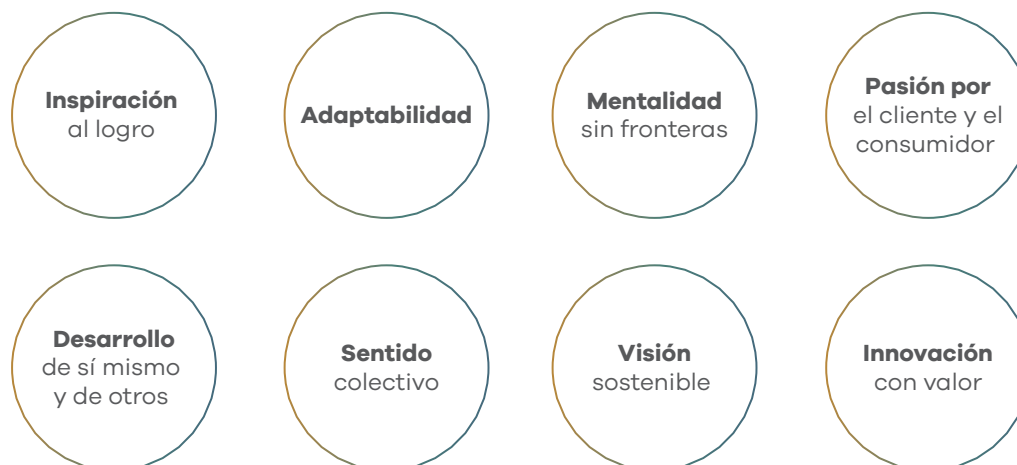 Inspiración
al logro
Adaptabilidad
Mentalidad
sin fronteras
Pasión por
el cliente y el
consumidor
Desarrollo
de sí mismo
y de otros
Sentido
colectivo
Visión
sostenible
Innovación
con valor